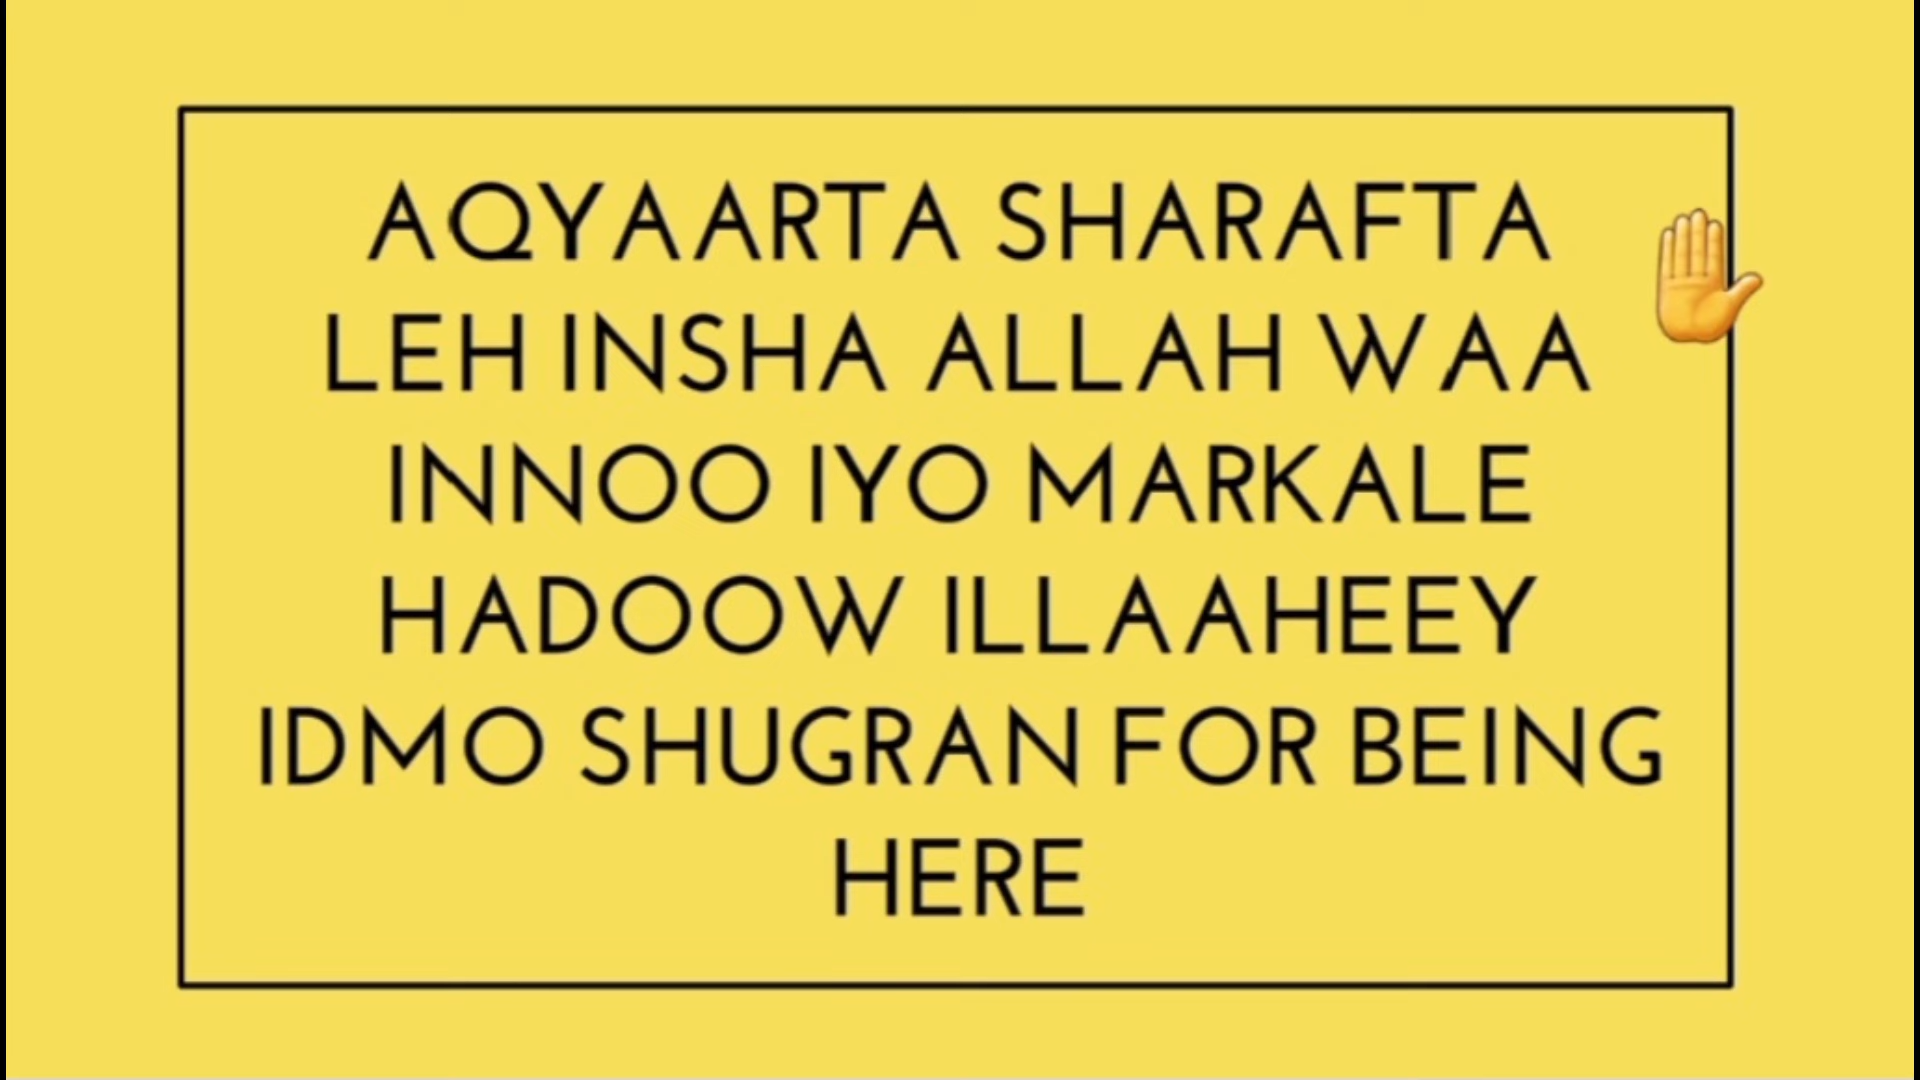 AQYAARTA SHARAFTA
LEH INSHA ALLAH WAA
INNOO IYO MARKALE
HADOOW ILLAAHEEY
IDMO SHUGRAN FOR BEING
HERE